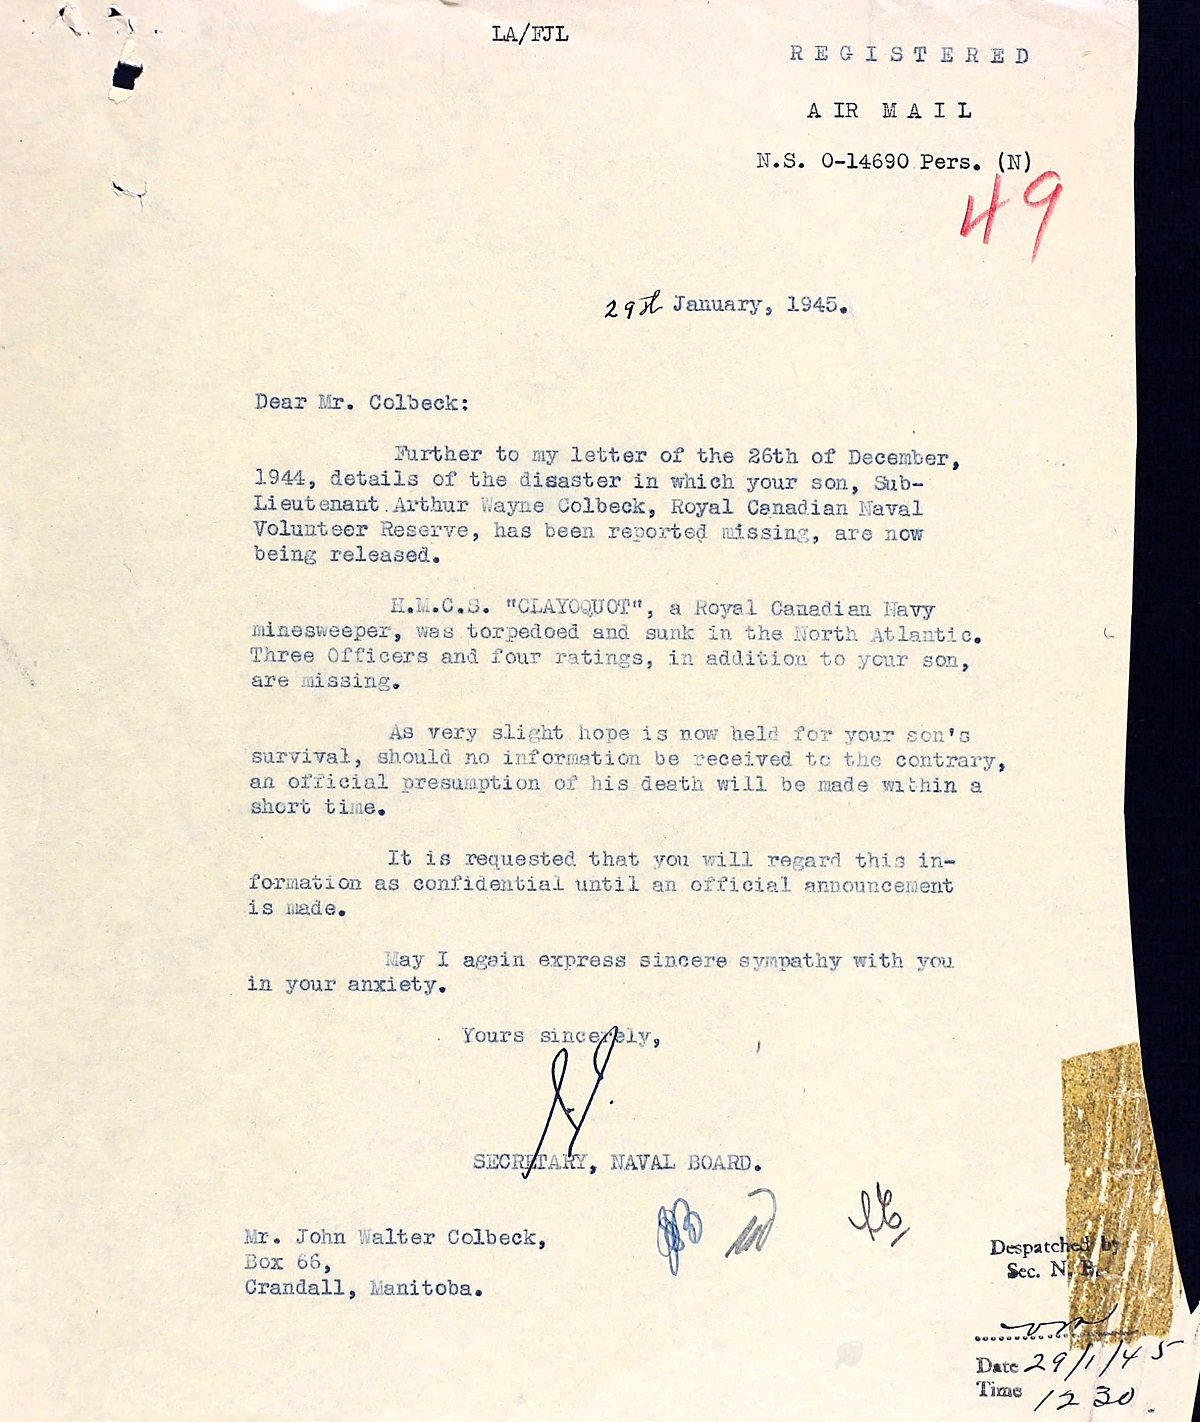 LA/FJL
REGISTERED
AIR MAIL
N.S. O-14690 Pers. (N)
49
29th January, 1945.
Dear Mr. Colbeck:
Further to my letter of the 26th of December,
1944, details of the disaster in which your son, Sub-
Lieutenant Arthur Wayne Colbeck, Royal Canadian Naval
Volunteer Reserve, has been reported missing, are now
being released.
H.M.C.S. "CLAYOQUOT", a Royal Canadian Navy
minesweeper, was torpedoed and sunk in the North Atlantic.
Three Officers and four ratings, in addition to your son,
are missing.
As very slight hope is now held for your son's
survival, should no information be received to the contrary,
an official presumption of his death will be made within a
short time.
It is requested that you will regard this in-
formation as confidential until an official announcement
is made.
May I again express sincere sympathy with you
in your anxiety.
Yours sincerely,
SECRETARY, NAVAL BOARD.
Mr. John Walter Colbeck,
Box 66,
Crandall, Manitoba.
Despatched by
Sec. N. B.
Date 29/1/45
Time 1230